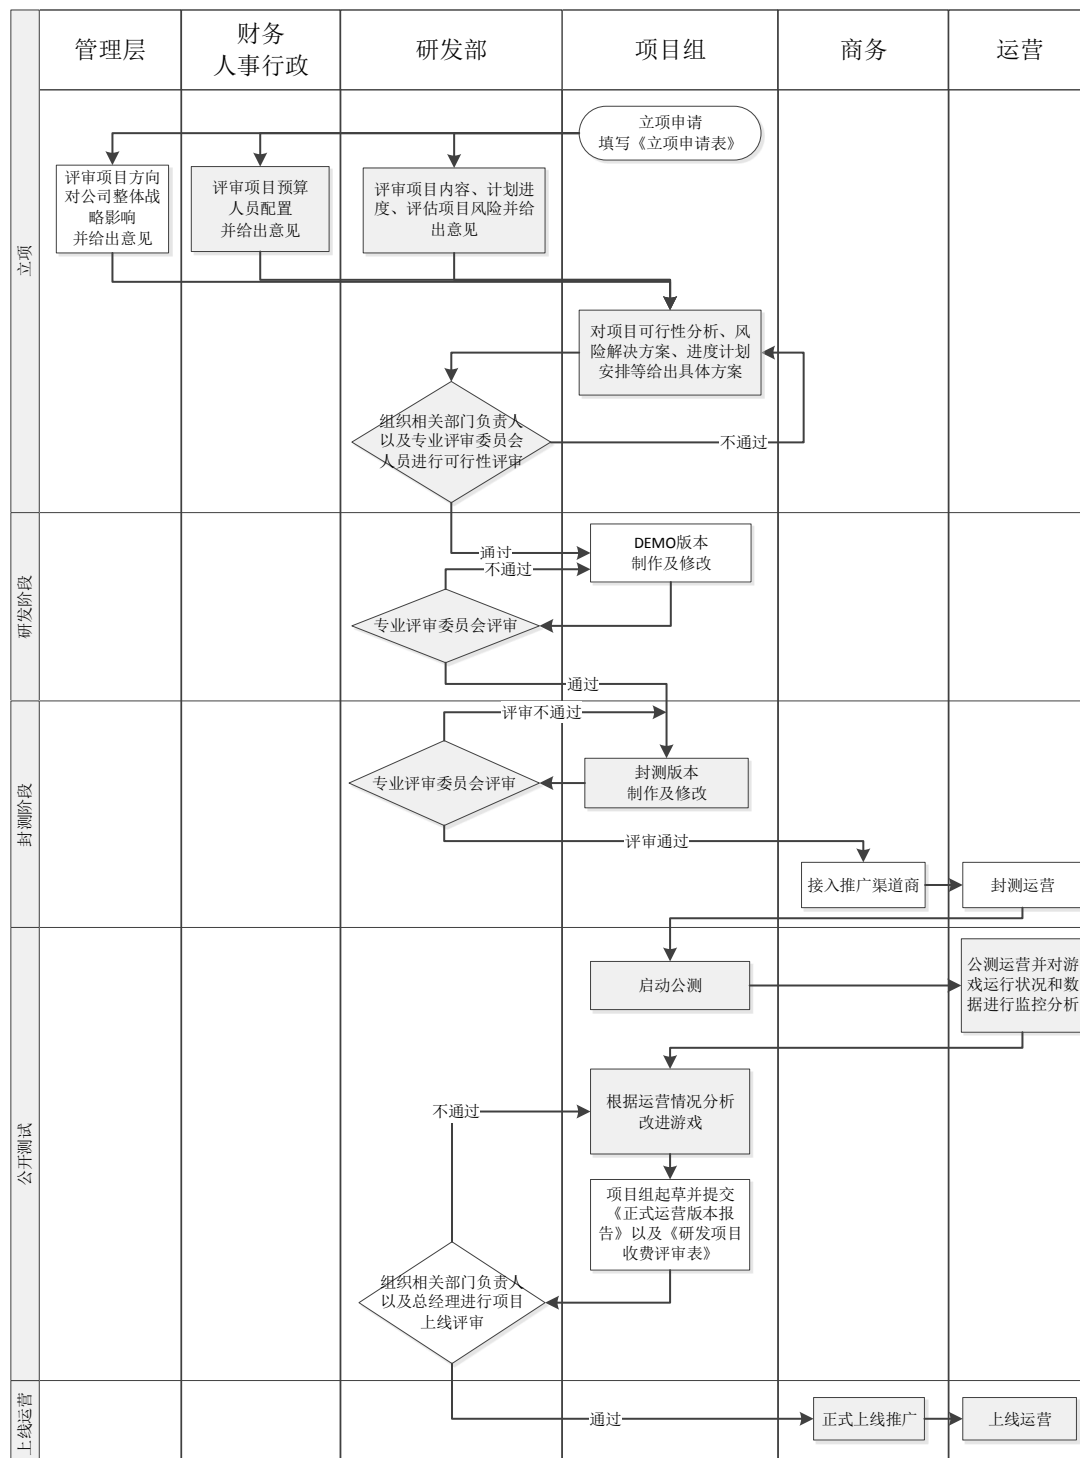 管理层
财务
人事行政
研发部
项目组
商务
运营
立项
立项申请
填写《立项申请表》
评审项目方向
对公司整体战
略影响
并给出意见
评审项目预算
人员配置
并给出意见
评审项目内容、计划进
度、评估项目风险并给
出意见
对项目可行性分析、风
险解决方案、进度计划
安排等给出具体方案
组织相关部门负责人
以及专业评审委员会
人员进行可行性评审
不通过
研发阶段
通过
不通过
DEMO版本
制作及修改
专业评审委员会评审
通过
封测阶段
评审不通过
专业评审委员会评审
封测版本
制作及修改
评审通过
接入推广渠道商
封测运营
公开测试
启动公测
公测运营并对游
戏运行状况和数
据进行监控分析
不通过
根据运营情况分析
改进游戏
项目组起草并提交
《正式运营版本报
告》以及《研发项目
收费评审表》
组织相关部门负责人
以及总经理进行项目
上线评审
上线运营
通过
正式上线推广
上线运营